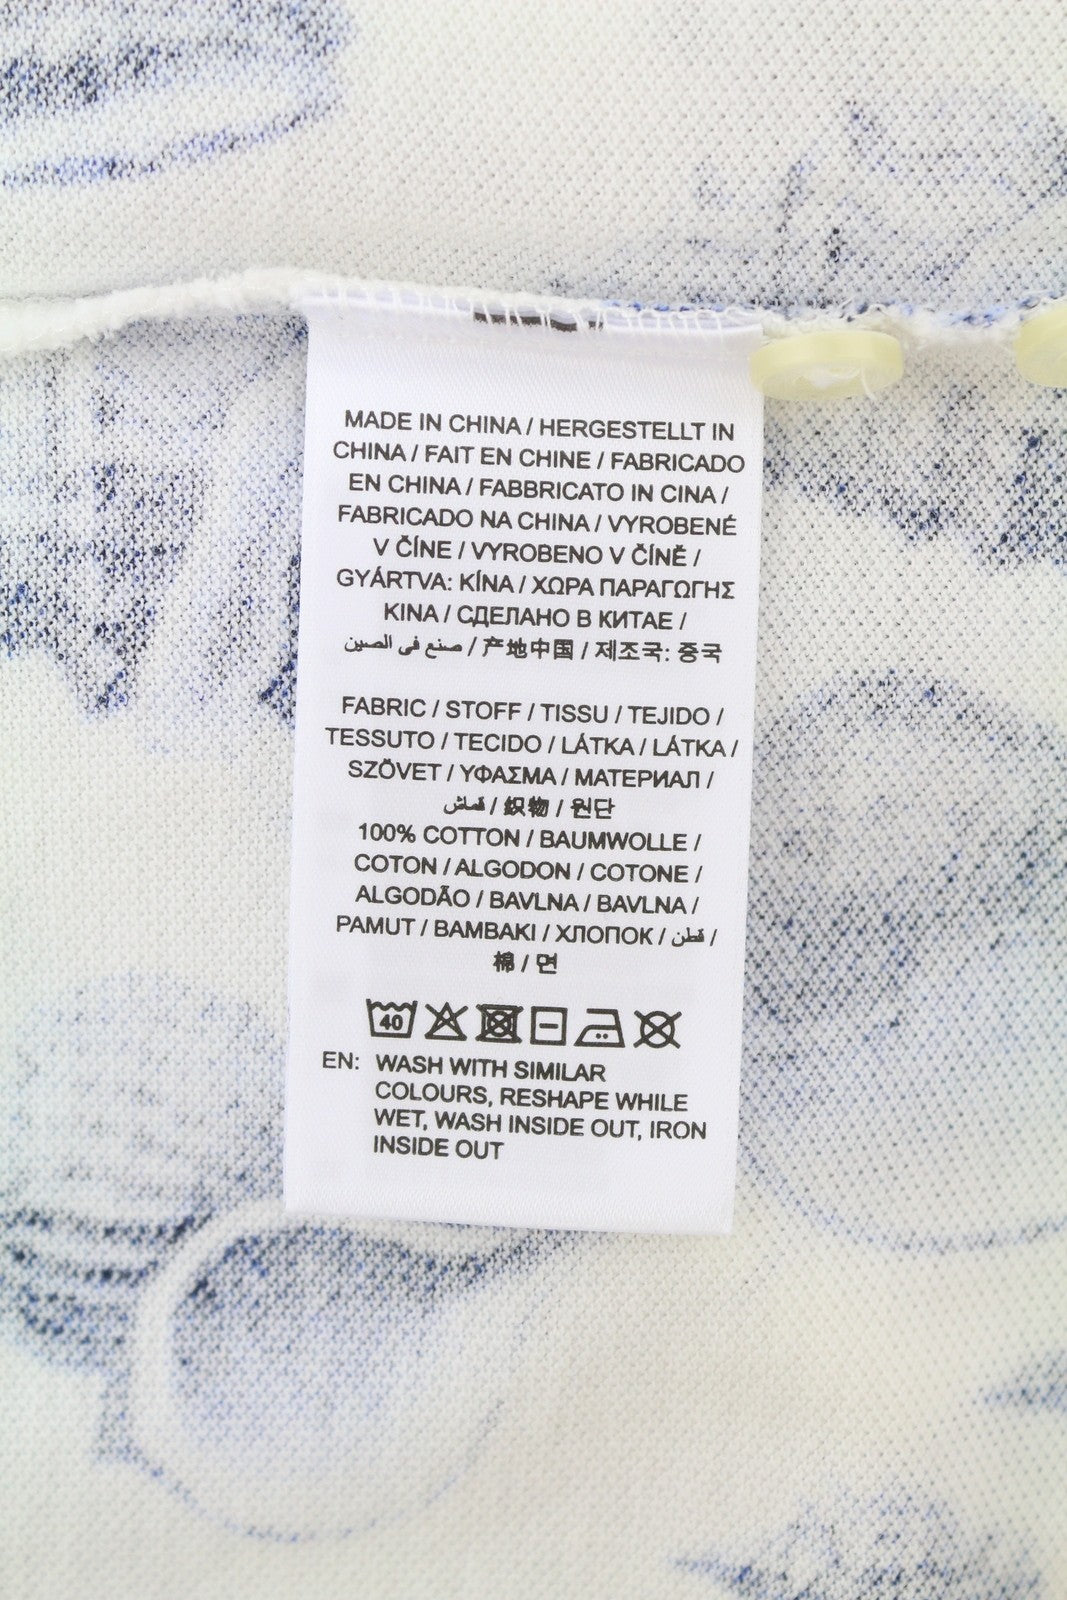 MADE IN CHINA / HERGESTELLT IN
CHINA / FAIT EN CHINE / FABRICADO
EN CHINA / FABBRICATO IN CINA /
FABRICADO NA CHINA / VYROBENÉ
V ČÍNE / VYROBENO V ČÍNĚ /
GYÁRTVA: KÍNA / ΧΩΡΑ ΠΑΡΑΓΩΓΗΣ
KINA / СДЕЛАНО В КИТАЕ /
صنع في الصين / 产地中国 / 제조국: 중국
FABRIC / STOFF / TISSU / TEJIDO /
TESSUTO / TECIDO / LÁTKA / LÁTKA /
SZÖVET / ΥΦΑΣΜΑ / МАТЕРИАЛ /
قماش / 织物 / 원단
100% COTTON / BAUMWOLLE /
COTON / ALGODON / COTONE /
ALGODÃO / BAVLNA / BAVLNA /
PAMUT / BAMBAKI / ХЛОПОК / قطن /
棉 / 면
40
EN: WASH WITH SIMILAR
COLOURS, RESHAPE WHILE
WET, WASH INSIDE OUT, IRON
INSIDE OUT